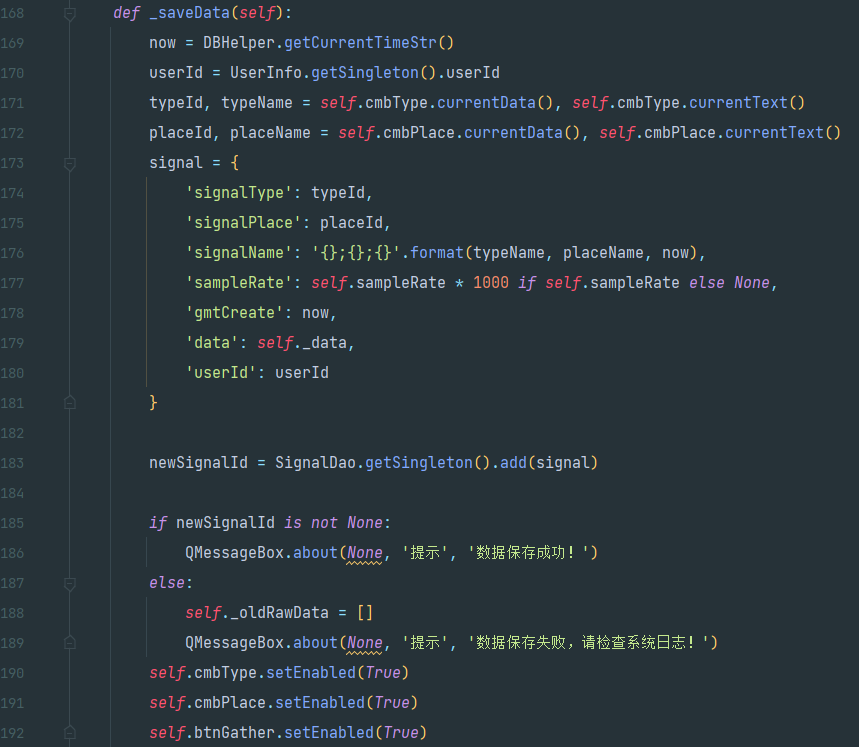 168 def _saveData(self):
169 now = DBHelper.getCurrentTimeStr()
170 userId = UserInfo.getSingleton().userId
171 typeId, typeName = self.cmbType.currentData(), self.cmbType.currentText()
172 placeId, placeName = self.cmbPlace.currentData(), self.cmbPlace.currentText()
173 signal = {
174 'signalType': typeId,
175 'signalPlace': placeId,
176 'signalName': '{};{};{}'.format(typeName, placeName, now),
177 'sampleRate': self.sampleRate * 1000 if self.sampleRate else None,
178 'gmtCreate': now,
179 'data': self._data,
180 'userId': userId
181 }
182
183 newSignalId = SignalDao.getSingleton().add(signal)
184
185 if newSignalId is not None:
186 QMessageBox.about(None, '提示', '数据保存成功！')
187 else:
188 self._oldRawData = []
189 QMessageBox.about(None, '提示', '数据保存失败，请检查系统日志！')
190 self.cmbType.setEnabled(True)
191 self.cmbPlace.setEnabled(True)
192 self.btnGather.setEnabled(True)